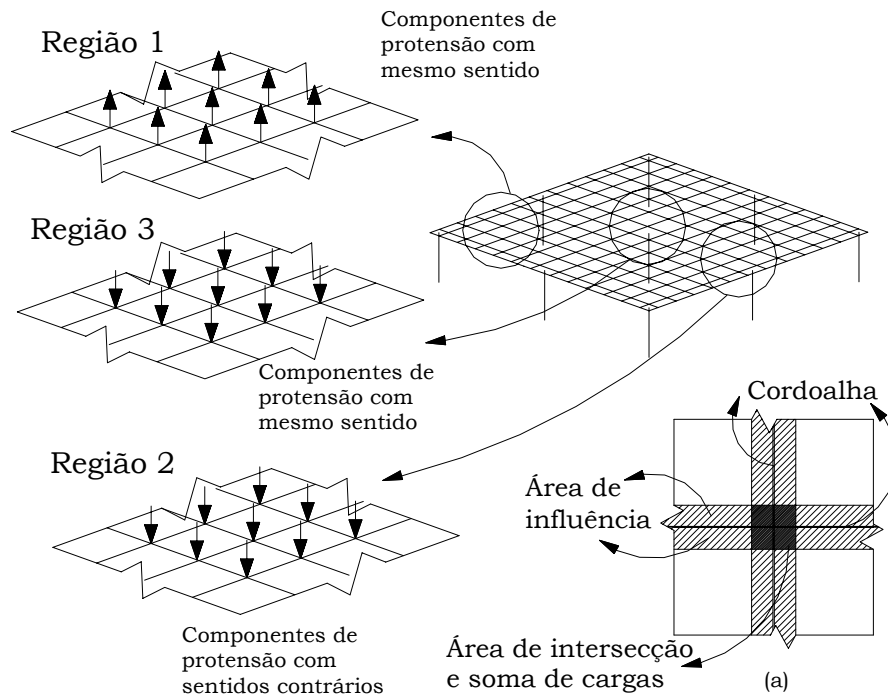 Região 1
Componentes de
protensão com
mesmo sentido
Região 3
Componentes de
protensão com
mesmo sentido
Região 2
Componentes de
protensão com
sentidos contrários
Cordoalha
Área de
influência
Área de intersecção
e soma de cargas
(a)